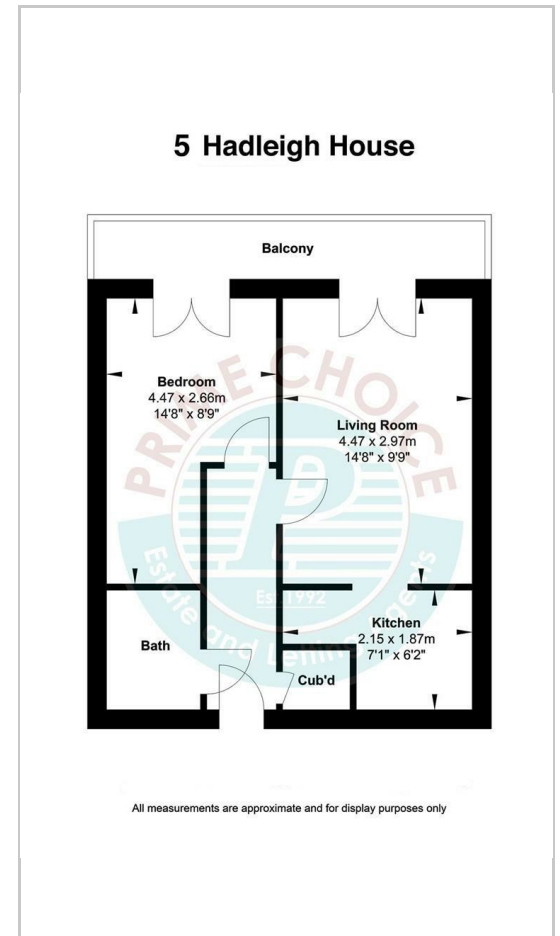 5 Hadleigh House
Balcony
Bedroom
4.47 x 2.66m
14'8" x 8'9"
Living Room
4.47 x 2.97m
14'8" x 9'9"
PRIME CHOICE
P
Est 1992
Estate and Letting Agents
Bath
Kitchen
2.15 x 1.87m
7'1" x 6'2"
Cub'd
All measurements are approximate and for display purposes only